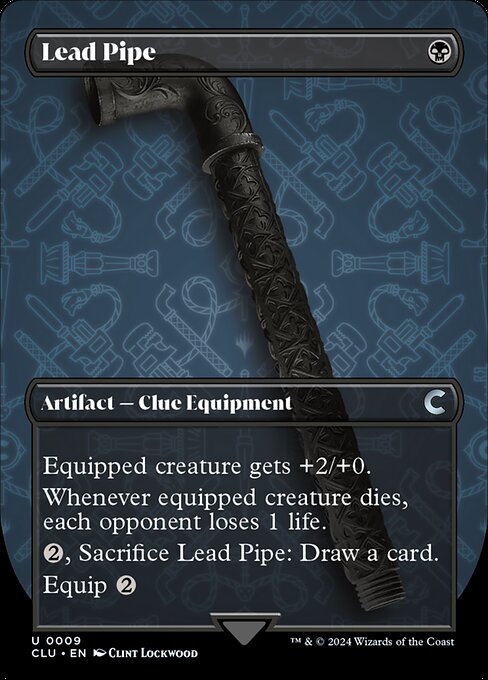 Lead Pipe
Artifact — Clue Equipment
Equipped creature gets +2/+0.
Whenever equipped creature dies,
each opponent loses 1 life.
2, Sacrifice Lead Pipe: Draw a card.
Equip 2
U 0009
CLU • EN Clint Lockwood
™ & © 2024 Wizards of the Coast